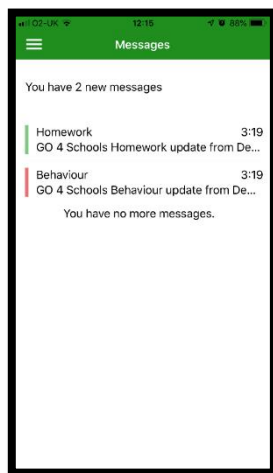 O2-UK 12:15 88%
Messages
You have 2 new messages
Homework 3:19
GO 4 Schools Homework update from De...
Behaviour 3:19
GO 4 Schools Behaviour update from De...
You have no more messages.